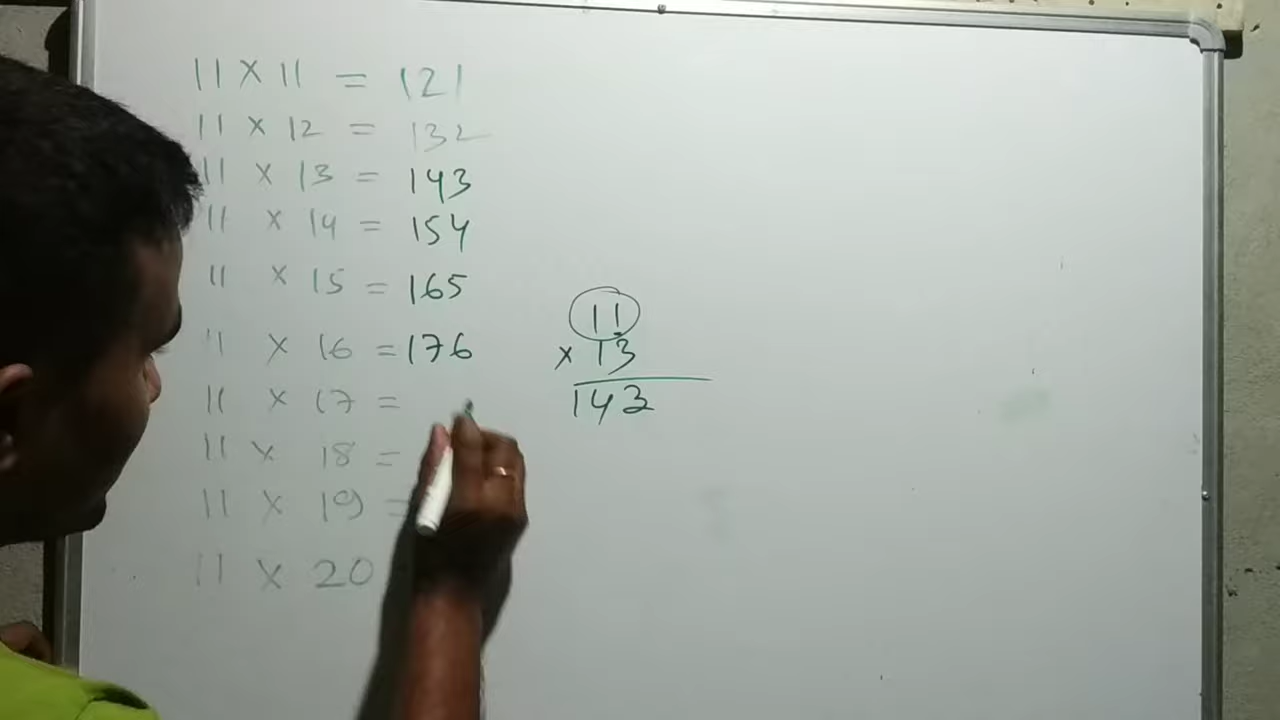 11 × 11 = 121
11 × 12 = 132
11 × 13 = 143
11 × 14 = 154
11 × 15 = 165
11 × 16 = 176
11 × 17 =
11 × 18 =
11 × 19 =
11 × 20
11
× 13
143